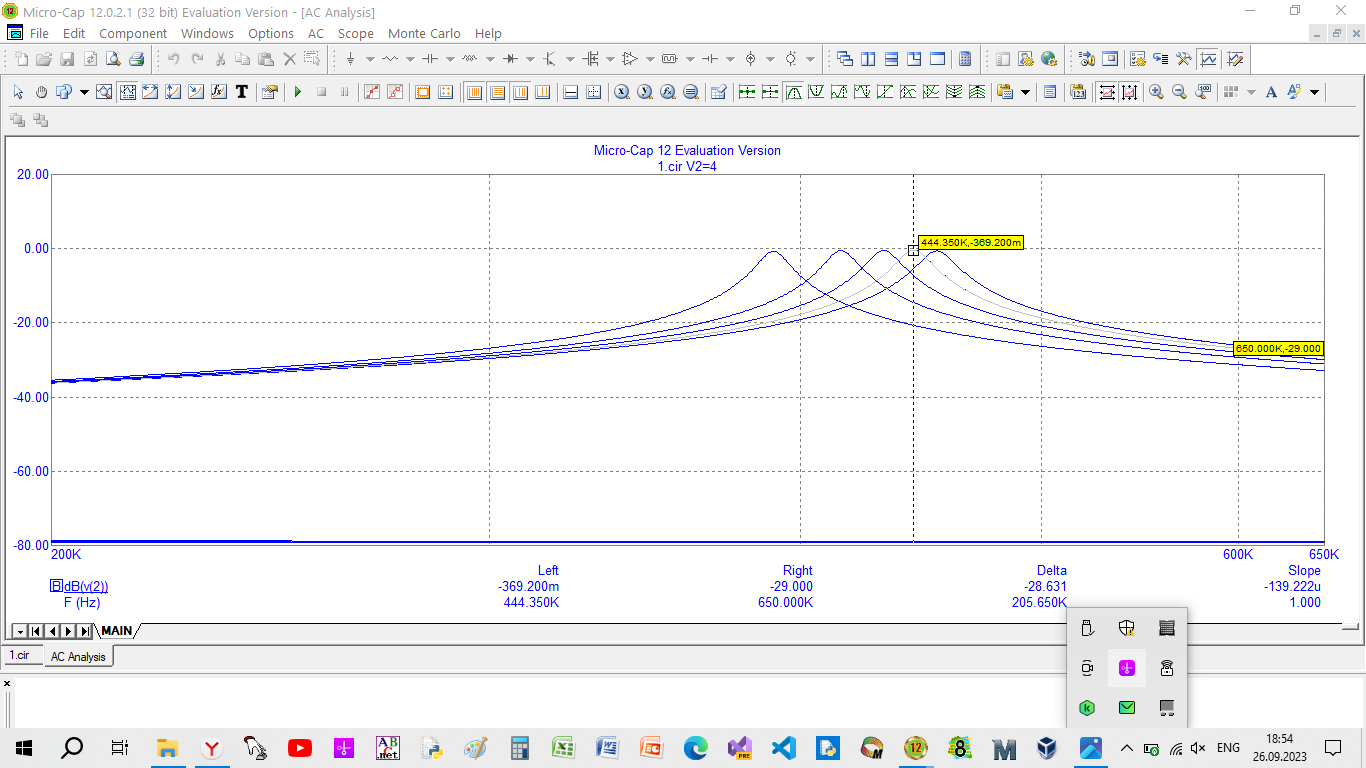 Micro-Cap 12.0.2.1 (32 bit) Evaluation Version - [AC Analysis]
File Edit Component Windows Options AC Scope Monte Carlo Help
Micro-Cap 12 Evaluation Version
1.cir V2=4
20.00
0.00
-20.00
-40.00
-60.00
-80.00
444.350K,-369.200m
650.000K,-29.000
200K 600K 650K
Left Right Delta Slope
dB(v(2)) -369.200m -29.000 -28.631 -139.222u
F (Hz) 444.350K 650.000K 205.650K 1.000
MAIN
1.cir AC Analysis
ENG
18:54
26.09.2023